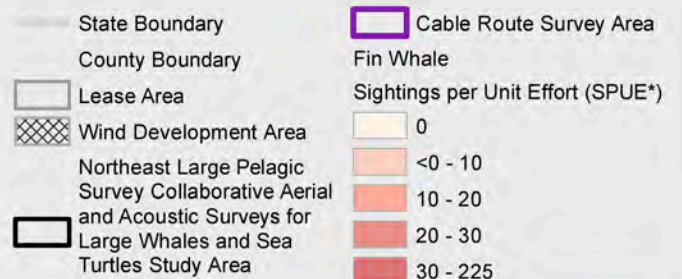 State Boundary
County Boundary
Lease Area
Wind Development Area
Northeast Large Pelagic
Survey Collaborative Aerial
and Acoustic Surveys for
Large Whales and Sea
Turtles Study Area
Cable Route Survey Area
Fin Whale
Sightings per Unit Effort (SPUE*)
0
<0 - 10
10 - 20
20 - 30
30 - 225